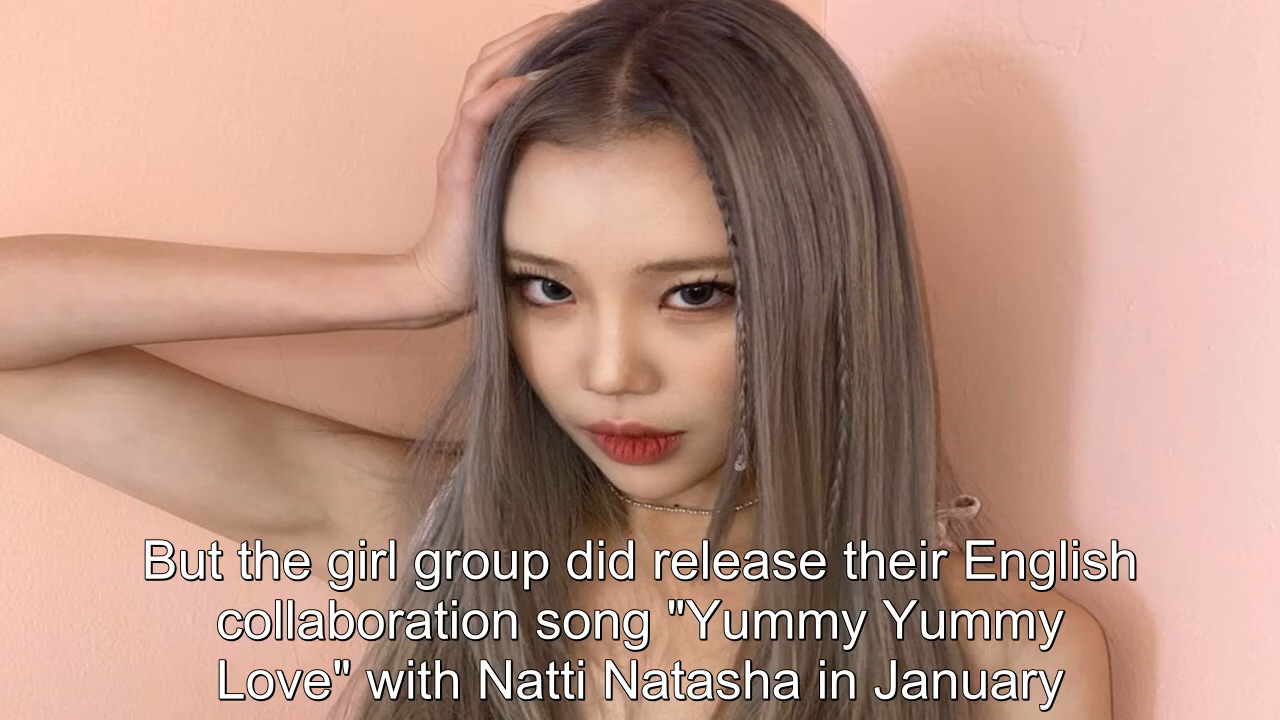 But the girl group did release their English
collaboration song "Yummy Yummy
Love" with Natti Natasha in January